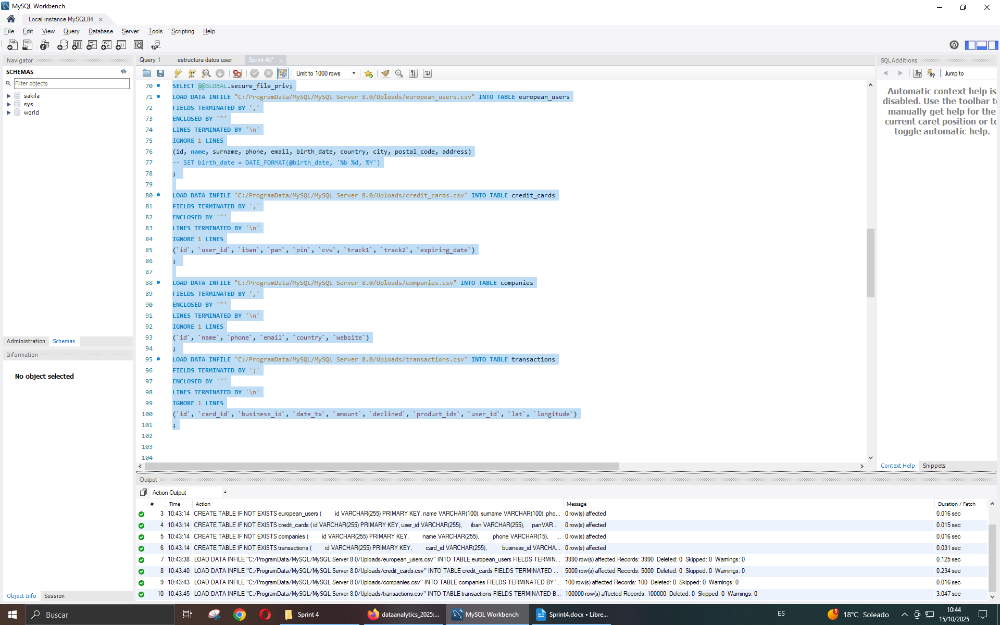 MySQL Workbench
Local instance MySQL84
File Edit View Query Database Server Tools Scripting Help
Navigator
SCHEMAS
Filter objects
sakila
sys
world
Administration Schemas
Information
No object selected
Object Info Session
Query 1 estructura datos user Sprint 4b*
Limit to 1000 rows
70 SELECT @@GLOBAL.secure_file_priv;
71 LOAD DATA INFILE "C:/ProgramData/MySQL/MySQL Server 8.0/Uploads/european_users.csv" INTO TABLE european_users
72 FIELDS TERMINATED BY ','
73 ENCLOSED BY '"'
74 LINES TERMINATED BY '\n'
75 IGNORE 1 LINES
76 (id, name, surname, phone, email, birth_date, country, city, postal_code, address)
77 -- SET birth_date = DATE_FORMAT(@birth_date, '%b %d, %Y')
78 ;
79
80 LOAD DATA INFILE "C:/ProgramData/MySQL/MySQL Server 8.0/Uploads/credit_cards.csv" INTO TABLE credit_cards
81 FIELDS TERMINATED BY ','
82 ENCLOSED BY '"'
83 LINES TERMINATED BY '\n'
84 IGNORE 1 LINES
85 (`id`, `user_id`, `iban`, `pan`, `pin`, `cvv`, `track1`, `track2`, `expiring_date`)
86 ;
87
88 LOAD DATA INFILE "C:/ProgramData/MySQL/MySQL Server 8.0/Uploads/companies.csv" INTO TABLE companies
89 FIELDS TERMINATED BY ','
90 ENCLOSED BY '"'
91 LINES TERMINATED BY '\n'
92 IGNORE 1 LINES
93 (`id`, `name`, `phone`, `email`, `country`, `website`)
94 ;
95 LOAD DATA INFILE "C:/ProgramData/MySQL/MySQL Server 8.0/Uploads/transactions.csv" INTO TABLE transactions
96 FIELDS TERMINATED BY ';'
97 ENCLOSED BY '"'
98 LINES TERMINATED BY '\n'
99 IGNORE 1 LINES
100 (`id`, `card_id`, `business_id`, `date_tx`, `amount`, `declined`, `product_ids`, `user_id`, `lat`, `longitude`)
101 ;
102
103
104
SQLAdditions
Jump to
Automatic context help is
disabled. Use the toolbar t
manually get help for the
current caret position or to
toggle automatic help.
Context Help Snippets
Output
Action Output
# Time Action Message Duration / Fetch
3 10:43:14 CREATE TABLE IF NOT EXISTS european_users ( id VARCHAR(255) PRIMARY KEY, name VARCHAR(100), surname VARCHAR(100), pho... 0 row(s) affected 0.016 sec
4 10:43:14 CREATE TABLE IF NOT EXISTS credit_cards ( id VARCHAR(255) PRIMARY KEY, user_id VARCHAR(255), iban VARCHAR(255), panVAR... 0 row(s) affected 0.015 sec
5 10:43:14 CREATE TABLE IF NOT EXISTS companies ( id VARCHAR(255) PRIMARY KEY, name VARCHAR(255), phone VARCHAR(15), ... 0 row(s) affected 0.016 sec
6 10:43:14 CREATE TABLE IF NOT EXISTS transactions ( id VARCHAR(255) PRIMARY KEY, card_id VARCHAR(255), business_id VARCHA... 0 row(s) affected 0.031 sec
7 10:43:38 LOAD DATA INFILE "C:/ProgramData/MySQL/MySQL Server 8.0/Uploads/european_users.csv" INTO TABLE european_users FIELDS TERMIN... 3990 row(s) affected Records: 3990 Deleted: 0 Skipped: 0 Warnings: 0 0.125 sec
8 10:43:40 LOAD DATA INFILE "C:/ProgramData/MySQL/MySQL Server 8.0/Uploads/credit_cards.csv" INTO TABLE credit_cards FIELDS TERMINATED ... 5000 row(s) affected Records: 5000 Deleted: 0 Skipped: 0 Warnings: 0 0.234 sec
9 10:43:43 LOAD DATA INFILE "C:/ProgramData/MySQL/MySQL Server 8.0/Uploads/companies.csv" INTO TABLE companies FIELDS TERMINATED BY '... 100 row(s) affected Records: 100 Deleted: 0 Skipped: 0 Warnings: 0 0.016 sec
10 10:43:45 LOAD DATA INFILE "C:/ProgramData/MySQL/MySQL Server 8.0/Uploads/transactions.csv" INTO TABLE transactions FIELDS TERMINATED B... 100000 row(s) affected Records: 100000 Deleted: 0 Skipped: 0 Warnings: 0 3.047 sec
Buscar
Sprint 4
dataanalytics_2025:...
MySQL Workbench
Sprint4.docx • Libre...
ES
5
18°C Soleado
10:44
15/10/2025